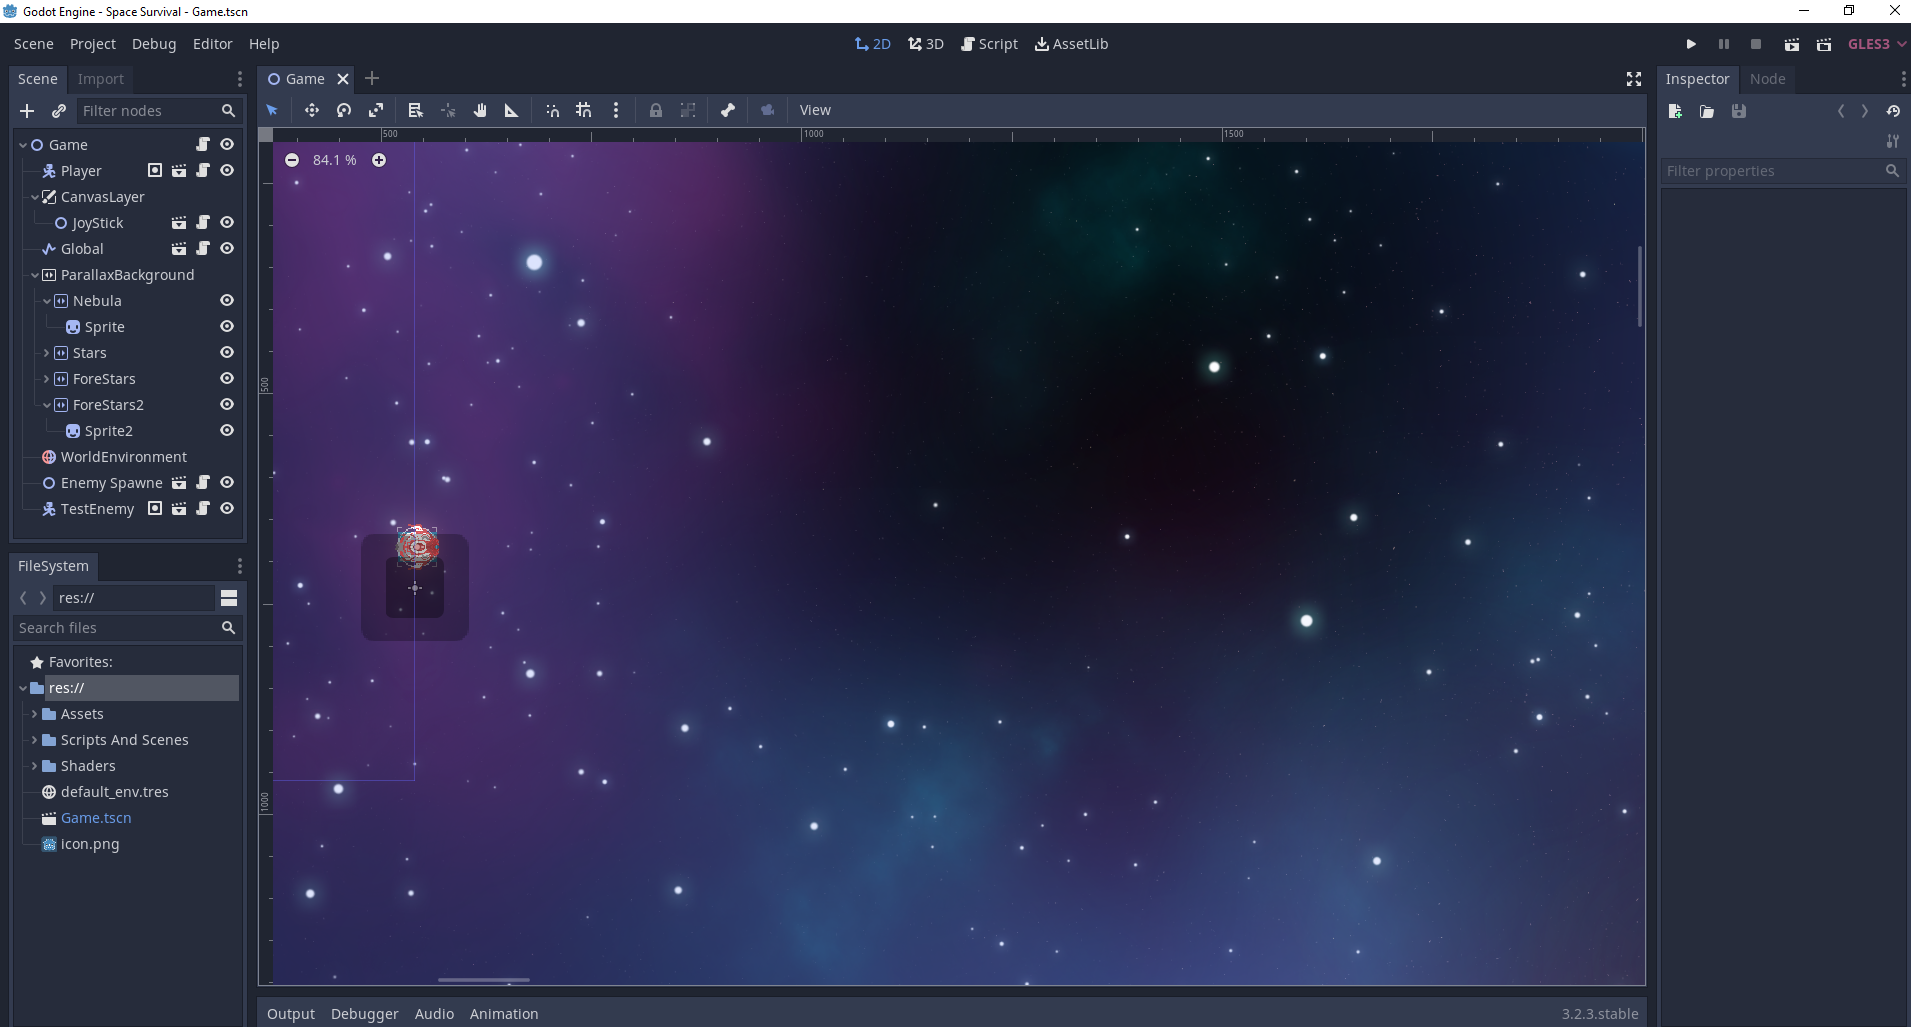 Godot Engine - Space Survival - Game.tscn
Scene Project Debug Editor Help
2D 3D Script AssetLib
GLES3
Scene Import
Game
Inspector Node
Filter nodes
View
500 1000 1500
84.1 %
Game
Player
CanvasLayer
JoyStick
Global
ParallaxBackground
Nebula
Sprite
Stars
ForeStars
ForeStars2
Sprite2
WorldEnvironment
Enemy Spawne
TestEnemy
500
1000
Filter properties
FileSystem
res://
Search files
Favorites:
res://
Assets
Scripts And Scenes
Shaders
default_env.tres
Game.tscn
icon.png
Output Debugger Audio Animation
3.2.3.stable